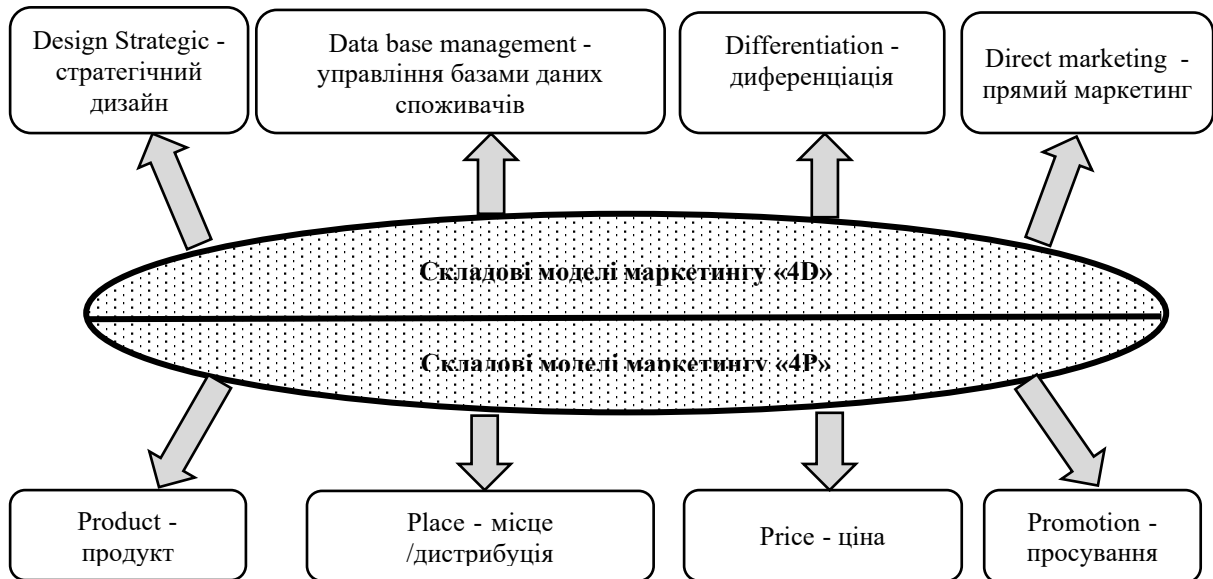 Design Strategic -
стратегічний
дизайн
Data base management -
управління базами даних
споживачів
Differentiation -
диференціація
Direct marketing -
прямий маркетинг
Складові моделі маркетингу «4D»
Складові моделі маркетингу «4P»
Product -
продукт
Place - місце
/дистрибуція
Price - ціна
Promotion -
просування